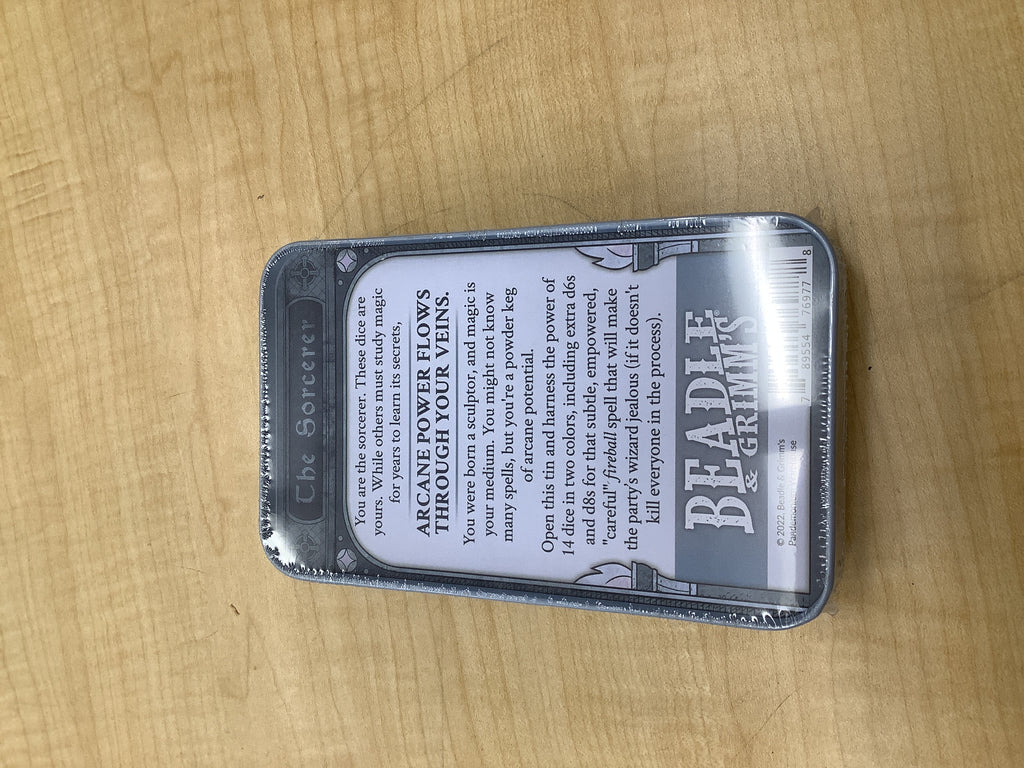 The Sorcerer
You are the sorcerer. These dice are
yours. While others must study magic
for years to learn its secrets,
ARCANE POWER FLOWS
THROUGH YOUR VEINS.
You were born a sculptor, and magic is
your medium. You might not know
many spells, but you're a powder keg
of arcane potential.
Open this tin and harness the power of
14 dice in two colors, including extra d6s
and d8s for that subtle, empowered,
"careful" fireball spell that will make
the party's wizard jealous (if it doesn't
kill everyone in the process).
BEADLE
& GRIMM'S®
© 2022. Beadle & Grimm's
7 89554 76977 8